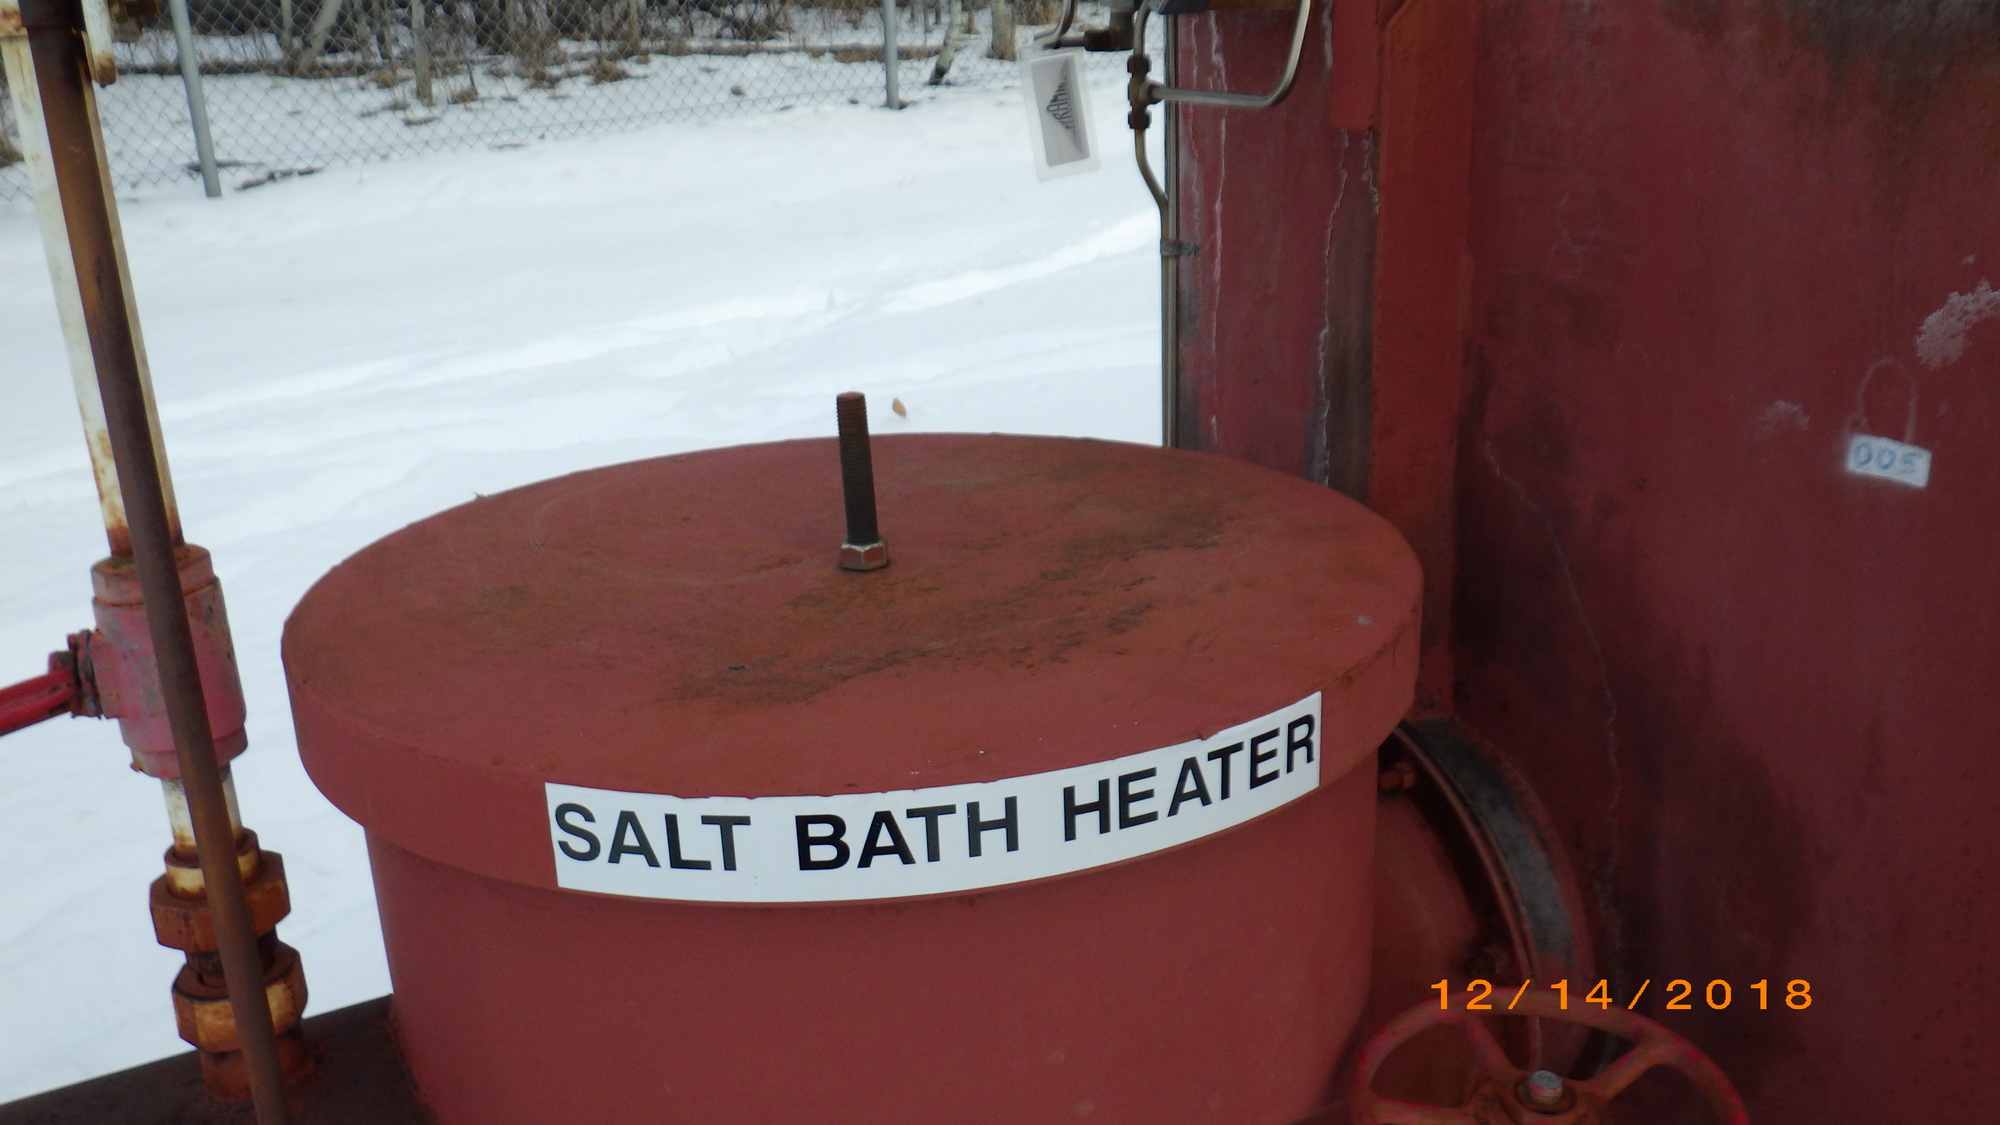 005
SALT BATH HEATER
12/14/2018